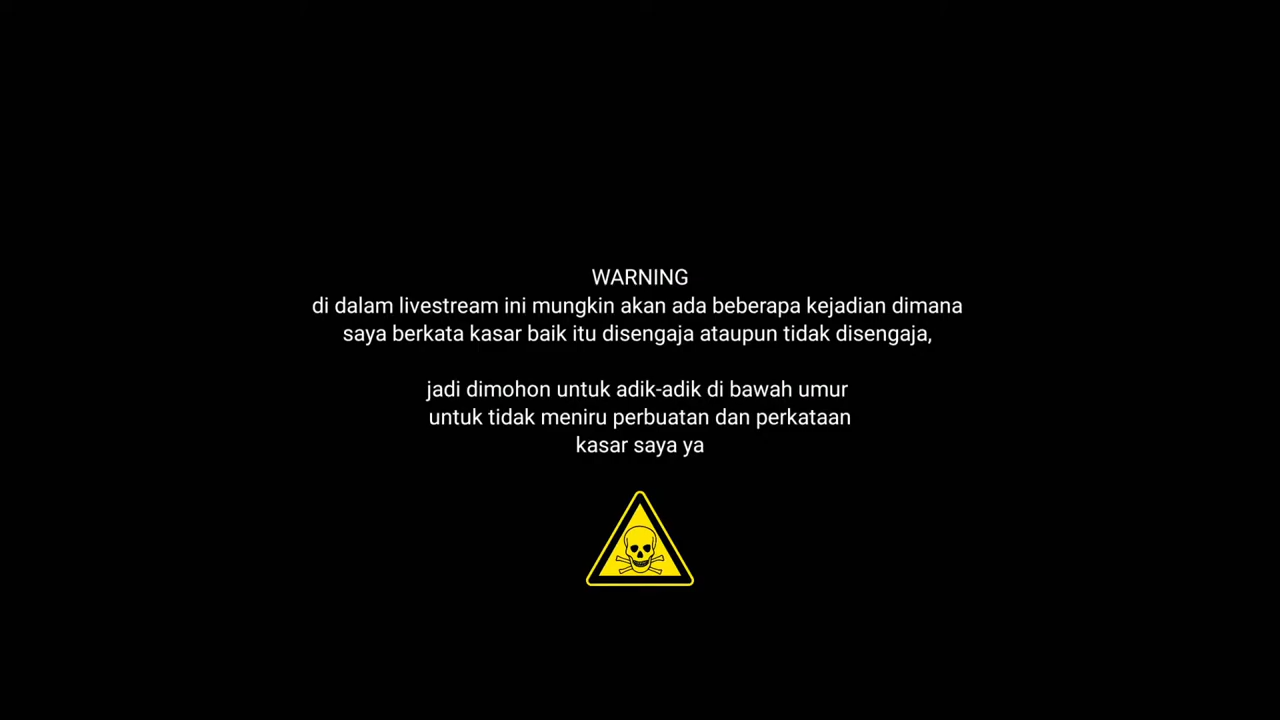 WARNING
di dalam livestream ini mungkin akan ada beberapa kejadian dimana
saya berkata kasar baik itu disengaja ataupun tidak disengaja,
jadi dimohon untuk adik-adik di bawah umur
untuk tidak meniru perbuatan dan perkataan
kasar saya ya